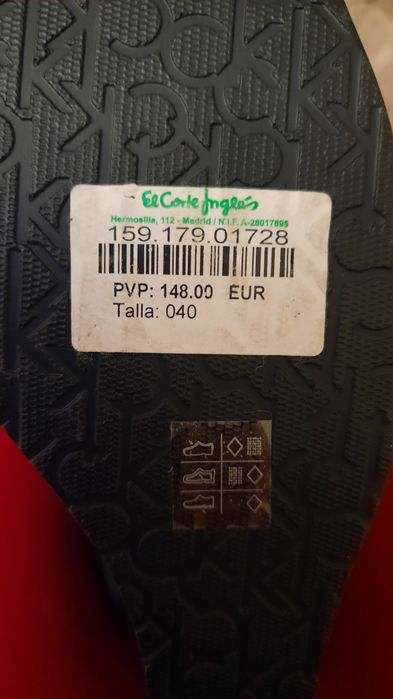 El Corte Inglés
Hermosilla, 112 - Madrid / N.I.F. A-28017895
159.179.01728
PVP: 148.00 EUR
Talla: 040